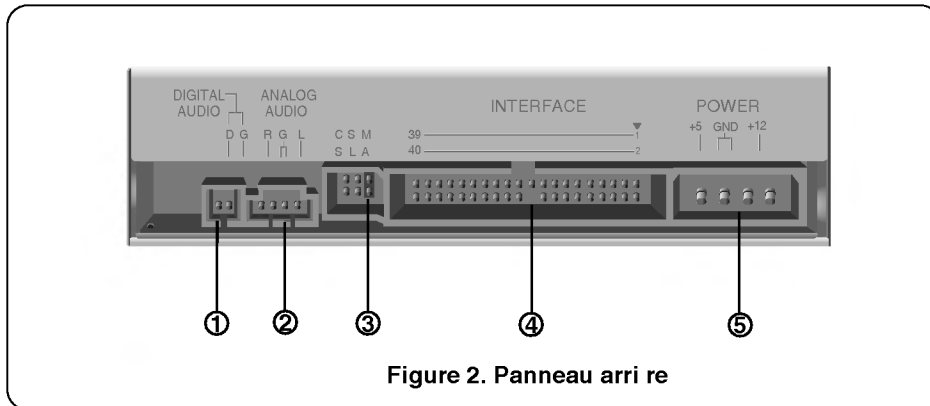 DIGITAL AUDIO
ANALOG AUDIO
INTERFACE
POWER
D G
R G L
C S M
S L A
39 1
40 2
+5 GND +12
① ② ③ ④ ⑤
Figure 2. Panneau arri re